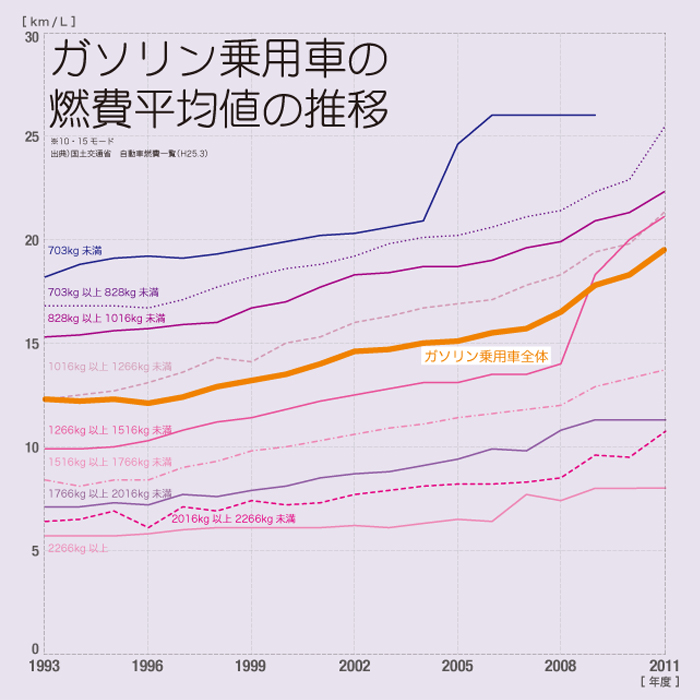 [ km / L ]
30
ガソリン乗用車の
燃費平均値の推移
※10・15モード
出典)国土交通省 自動車燃費一覧(H25.3)
25
20
703kg 未満
703kg 以上 828kg 未満
828kg 以上 1016kg 未満
15
ガソリン乗用車全体
1016kg 以上 1266kg 未満
1266kg 以上 1516kg 未満
10
1516kg 以上 1766kg 未満
1766kg 以上 2016kg 未満
2016kg 以上 2266kg 未満
2266kg 以上
5
0
1993 1996 1999 2002 2005 2008 2011
[ 年度 ]